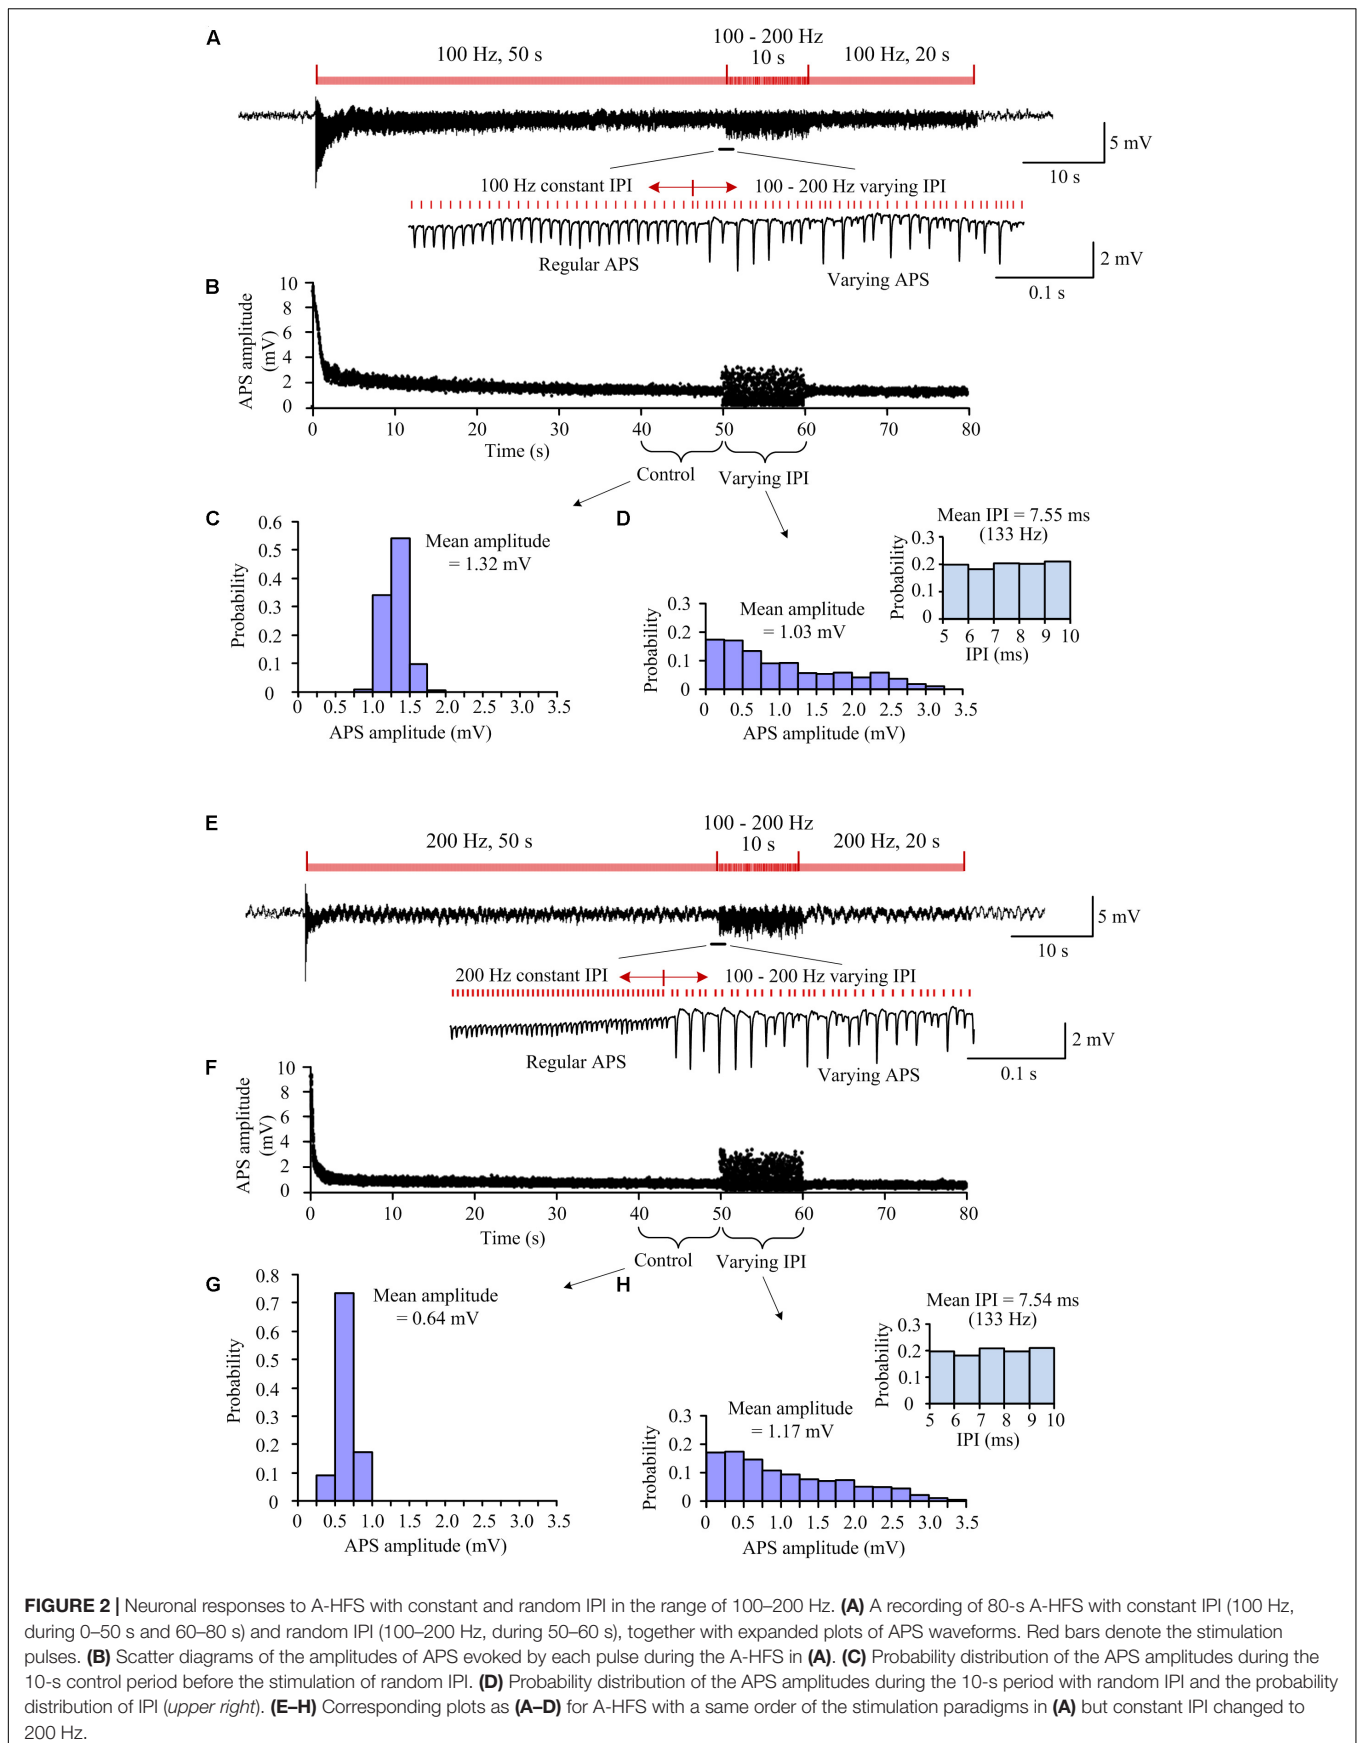 A
100 Hz, 50 s
100 - 200 Hz
10 s
100 Hz, 20 s
5 mV
10 s
100 Hz constant IPI
100 - 200 Hz varying IPI
Regular APS
Varying APS
2 mV
0.1 s
B
APS amplitude
(mV)
10
8
6
4
2
0
0 10 20 30 40 50 60 70 80
Time (s)
Control
Varying IPI
C
Probability
0.6
0.5
0.4
0.3
0.2
0.1
0
Mean amplitude
= 1.32 mV
0 0.5 1.0 1.5 2.0 2.5 3.0 3.5
APS amplitude (mV)
D
Probability
0.3
0.2
0.1
0
Mean amplitude
= 1.03 mV
0 0.5 1.0 1.5 2.0 2.5 3.0 3.5
APS amplitude (mV)
Mean IPI = 7.55 ms
(133 Hz)
Probability
0.3
0.2
0.1
0
5 6 7 8 9 10
IPI (ms)
E
200 Hz, 50 s
100 - 200 Hz
10 s
200 Hz, 20 s
5 mV
10 s
200 Hz constant IPI
100 - 200 Hz varying IPI
Regular APS
Varying APS
2 mV
0.1 s
F
APS amplitude
(mV)
10
8
6
4
2
0
0 10 20 30 40 50 60 70 80
Time (s)
Control
Varying IPI
G
Probability
0.8
0.7
0.6
0.5
0.4
0.3
0.2
0.1
0
Mean amplitude
= 0.64 mV
0 0.5 1.0 1.5 2.0 2.5 3.0 3.5
APS amplitude (mV)
H
Probability
0.3
0.2
0.1
0
Mean amplitude
= 1.17 mV
0 0.5 1.0 1.5 2.0 2.5 3.0 3.5
APS amplitude (mV)
Mean IPI = 7.54 ms
(133 Hz)
Probability
0.3
0.2
0.1
0
5 6 7 8 9 10
IPI (ms)
FIGURE 2 | Neuronal responses to A-HFS with constant and random IPI in the range of 100–200 Hz. (A) A recording of 80-s A-HFS with constant IPI (100 Hz,
during 0–50 s and 60–80 s) and random IPI (100–200 Hz, during 50–60 s), together with expanded plots of APS waveforms. Red bars denote the stimulation
pulses. (B) Scatter diagrams of the amplitudes of APS evoked by each pulse during the A-HFS in (A). (C) Probability distribution of the APS amplitudes during the
10-s control period before the stimulation of random IPI. (D) Probability distribution of the APS amplitudes during the 10-s period with random IPI and the probability
distribution of IPI (upper right). (E–H) Corresponding plots as (A–D) for A-HFS with a same order of the stimulation paradigms in (A) but constant IPI changed to
200 Hz.